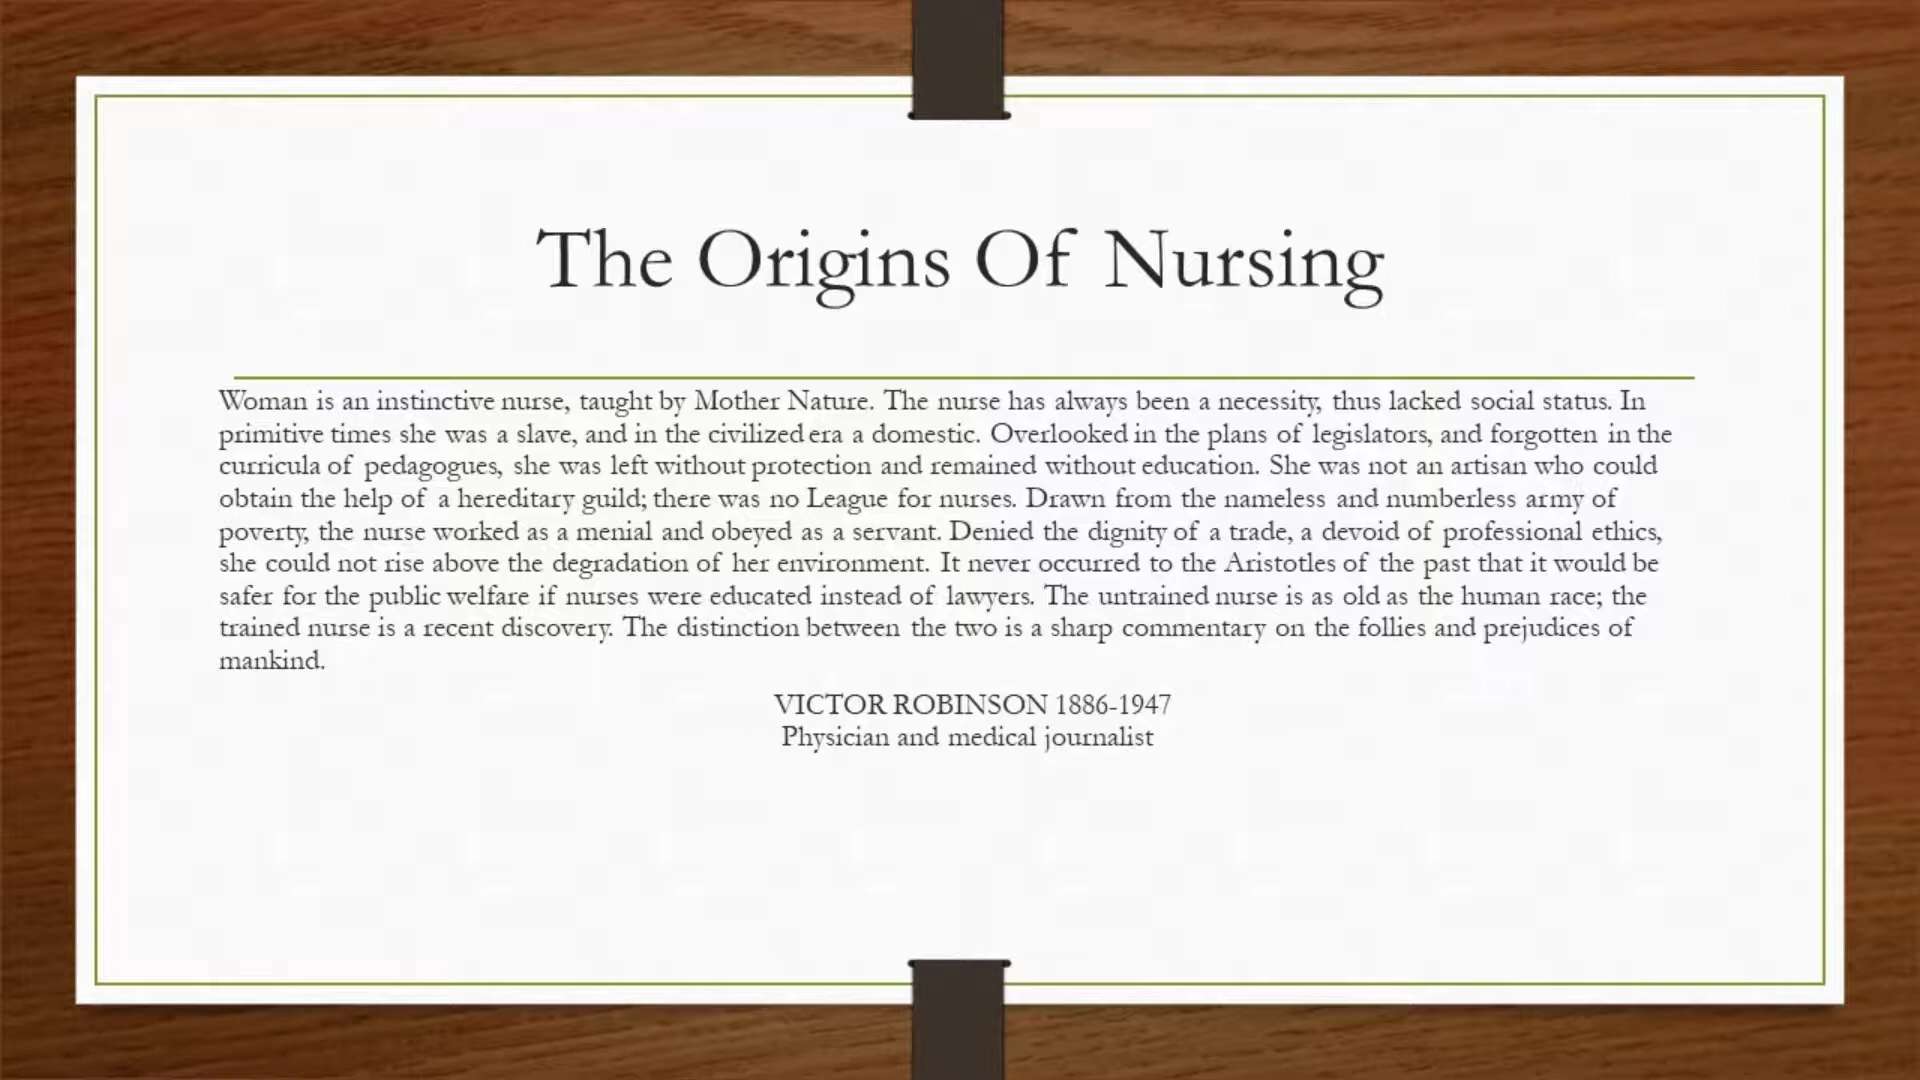 The Origins Of Nursing
Woman is an instinctive nurse, taught by Mother Nature. The nurse has always been a necessity, thus lacked social status. In
primitive times she was a slave, and in the civilized era a domestic. Overlooked in the plans of legislators, and forgotten in the
curricula of pedagogues, she was left without protection and remained without education. She was not an artisan who could
obtain the help of a hereditary guild; there was no League for nurses. Drawn from the nameless and numberless army of
poverty, the nurse worked as a menial and obeyed as a servant. Denied the dignity of a trade, a devoid of professional ethics,
she could not rise above the degradation of her environment. It never occurred to the Aristotles of the past that it would be
safer for the public welfare if nurses were educated instead of lawyers. The untrained nurse is as old as the human race; the
trained nurse is a recent discovery. The distinction between the two is a sharp commentary on the follies and prejudices of
mankind.
VICTOR ROBINSON 1886-1947
Physician and medical journalist